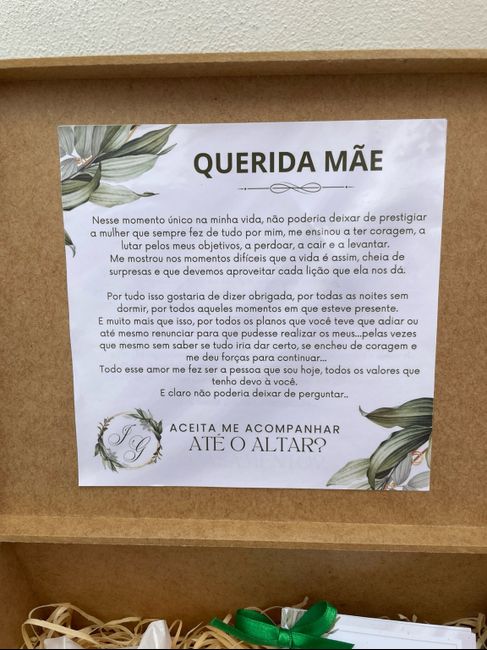 QUERIDA MÃE
Nesse momento único na minha vida, não poderia deixar de prestigiar
a mulher que sempre fez de tudo por mim, me ensinou a ter coragem, a
lutar pelos meus objetivos, a perdoar, a cair e a levantar.
Me mostrou nos momentos difíceis que a vida é assim, cheia de
surpresas e que devemos aproveitar cada lição que ela nos dá.
Por tudo isso gostaria de dizer obrigada, por todas as noites sem
dormir, por todos aqueles momentos em que esteve presente.
E muito mais que isso, por todos os planos que você teve que adiar ou
até mesmo renunciar para que pudesse realizar os meus...pelas vezes
que mesmo sem saber se tudo iria dar certo, se encheu de coragem e
me deu forças para continuar...
Todo esse amor me fez ser a pessoa que sou hoje, todos os valores que
tenho devo à você.
E claro não poderia deixar de perguntar..
IG
ACEITA ME ACOMPANHAR
ATÉ O ALTAR?